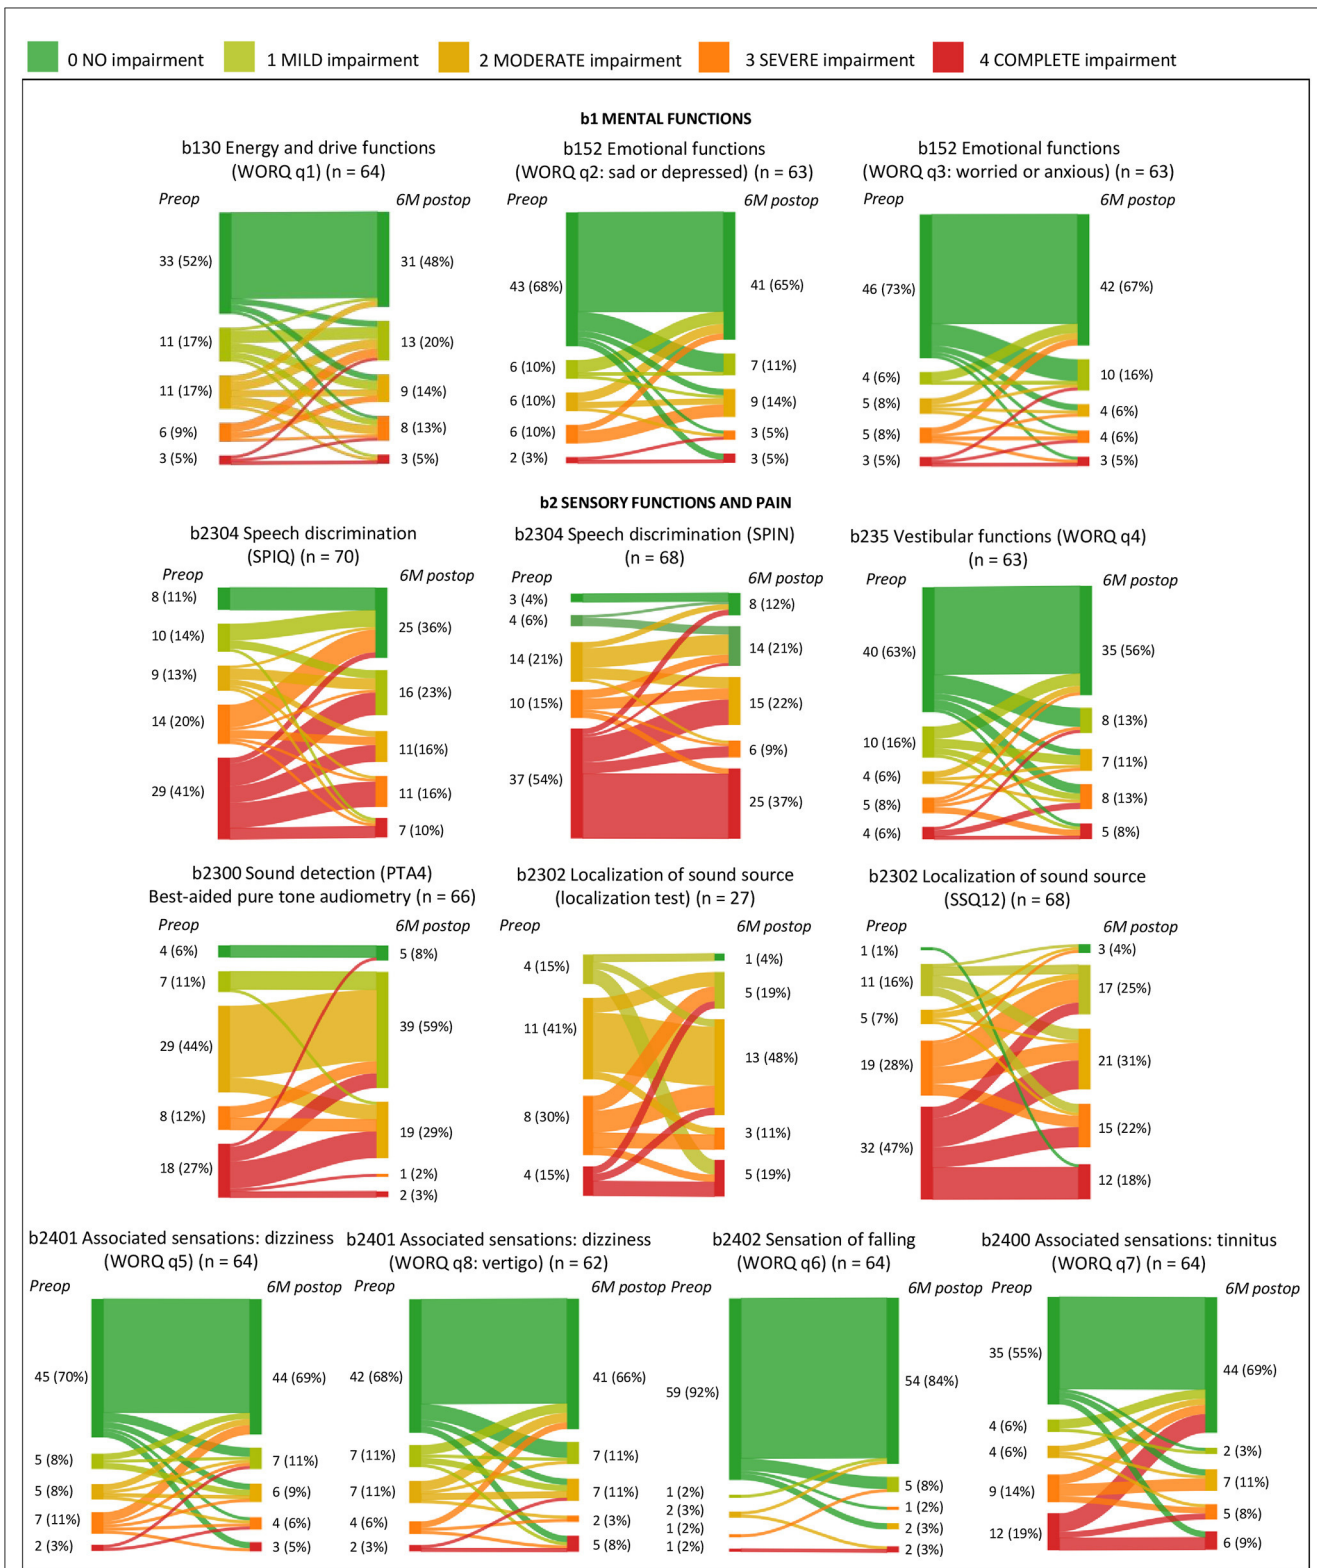 0 NO impairment 1 MILD impairment 2 MODERATE impairment 3 SEVERE impairment 4 COMPLETE impairment
b1 MENTAL FUNCTIONS
b130 Energy and drive functions
(WORQ q1) (n = 64)
Preop 6M postop
33 (52%) 31 (48%)
11 (17%) 13 (20%)
11 (17%) 9 (14%)
6 (9%) 8 (13%)
3 (5%) 3 (5%)
b152 Emotional functions
(WORQ q2: sad or depressed) (n = 63)
Preop 6M postop
43 (68%) 41 (65%)
6 (10%) 7 (11%)
6 (10%) 9 (14%)
6 (10%) 3 (5%)
2 (3%) 3 (5%)
b152 Emotional functions
(WORQ q3: worried or anxious) (n = 63)
Preop 6M postop
46 (73%) 42 (67%)
4 (6%) 10 (16%)
5 (8%) 4 (6%)
5 (8%) 4 (6%)
3 (5%) 3 (5%)
b2 SENSORY FUNCTIONS AND PAIN
b2304 Speech discrimination
(SPIQ) (n = 70)
Preop 6M postop
8 (11%) 25 (36%)
10 (14%) 16 (23%)
9 (13%) 11(16%)
14 (20%) 11 (16%)
29 (41%) 7 (10%)
b2304 Speech discrimination (SPIN)
(n = 68)
Preop 6M postop
3 (4%) 8 (12%)
4 (6%) 14 (21%)
14 (21%) 15 (22%)
10 (15%) 6 (9%)
37 (54%) 25 (37%)
b235 Vestibular functions (WORQ q4)
(n = 63)
Preop 6M postop
40 (63%) 35 (56%)
10 (16%) 8 (13%)
4 (6%) 7 (11%)
5 (8%) 8 (13%)
4 (6%) 5 (8%)
b2300 Sound detection (PTA4)
Best-aided pure tone audiometry (n = 66)
Preop 6M postop
4 (6%) 5 (8%)
7 (11%) 39 (59%)
29 (44%) 19 (29%)
8 (12%) 1 (2%)
18 (27%) 2 (3%)
b2302 Localization of sound source
(localization test) (n = 27)
Preop 6M postop
4 (15%) 1 (4%)
11 (41%) 5 (19%)
8 (30%) 13 (48%)
4 (15%) 3 (11%)
5 (19%)
b2302 Localization of sound source
(SSQ12) (n = 68)
Preop 6M postop
1 (1%) 3 (4%)
11 (16%) 17 (25%)
5 (7%) 21 (31%)
19 (28%) 15 (22%)
32 (47%) 12 (18%)
b2401 Associated sensations: dizziness
(WORQ q5) (n = 64)
Preop 6M postop
45 (70%) 44 (69%)
5 (8%) 7 (11%)
5 (8%) 6 (9%)
7 (11%) 4 (6%)
2 (3%) 3 (5%)
b2401 Associated sensations: dizziness
(WORQ q8: vertigo) (n = 62)
Preop 6M postop
42 (68%) 41 (66%)
7 (11%) 7 (11%)
7 (11%) 7 (11%)
4 (6%) 2 (3%)
2 (3%) 5 (8%)
b2402 Sensation of falling
(WORQ q6) (n = 64)
Preop 6M postop
59 (92%) 54 (84%)
1 (2%) 5 (8%)
2 (3%) 1 (2%)
1 (2%) 2 (3%)
1 (2%) 2 (3%)
b2400 Associated sensations: tinnitus
(WORQ q7) (n = 64)
Preop 6M postop
35 (55%) 44 (69%)
4 (6%) 2 (3%)
4 (6%) 7 (11%)
9 (14%) 5 (8%)
12 (19%) 6 (9%)